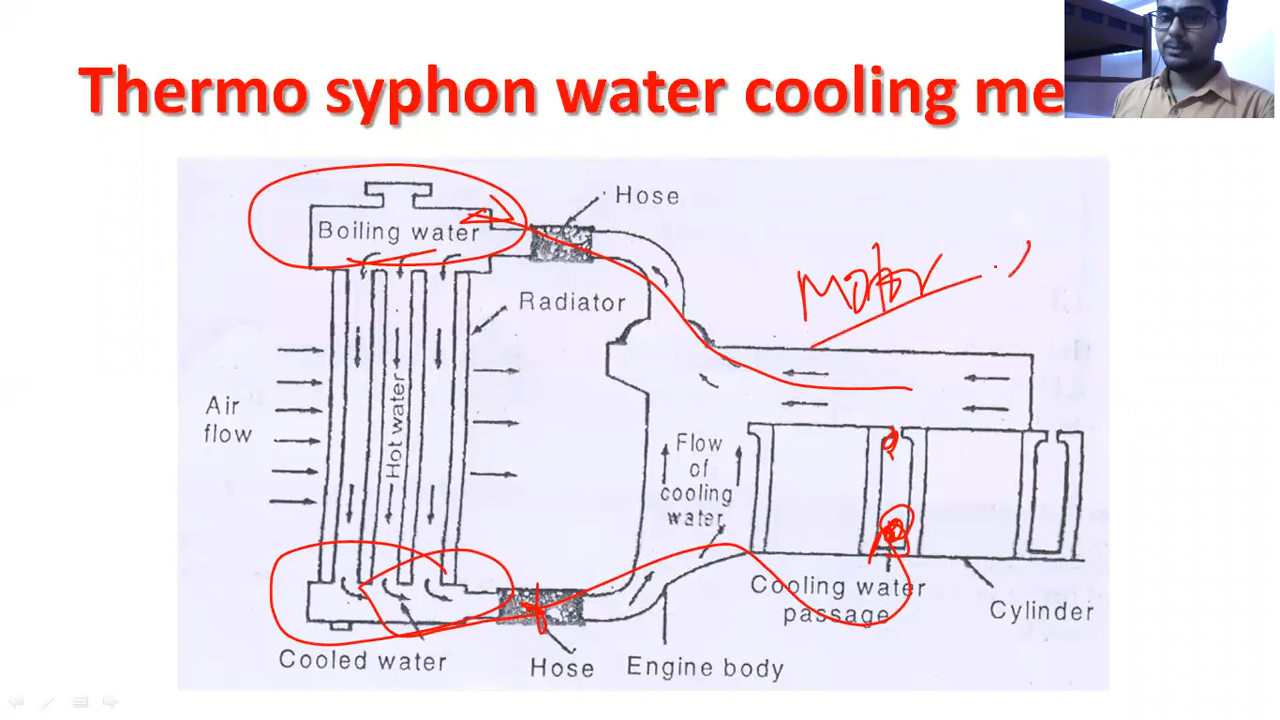 Thermo syphon water cooling me
Hose
Boiling water
Motor
Radiator
Hot water
Air
flow
Flow
of
cooling
water
Cooling water
passage
Cylinder
Cooled water
Hose
Engine body